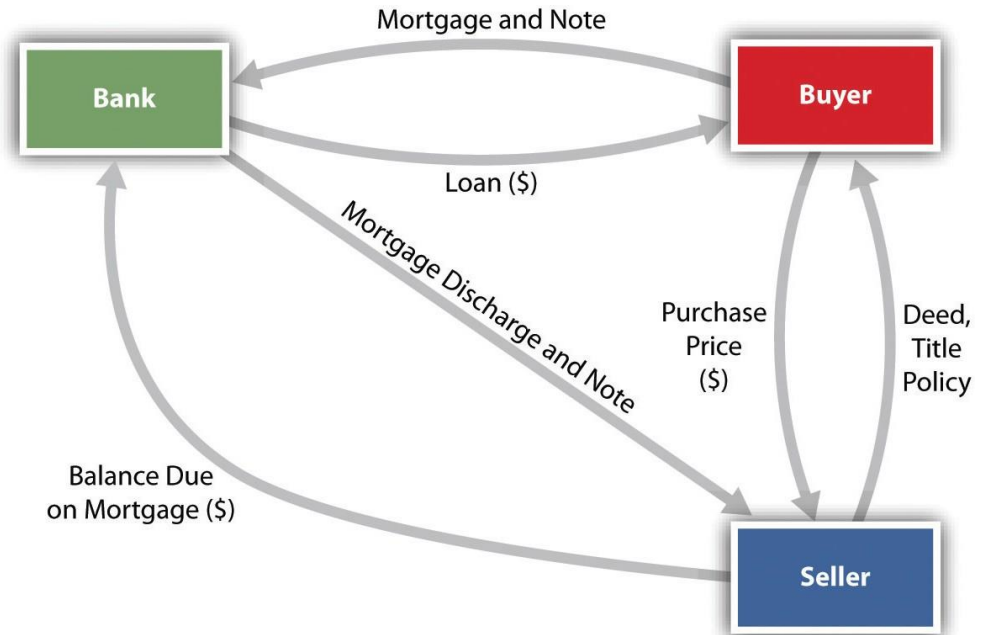 Mortgage and Note
Bank
Buyer
Loan ($)
Mortgage Discharge and Note
Purchase
Price
($)
Deed,
Title
Policy
Balance Due
on Mortgage ($)
Seller